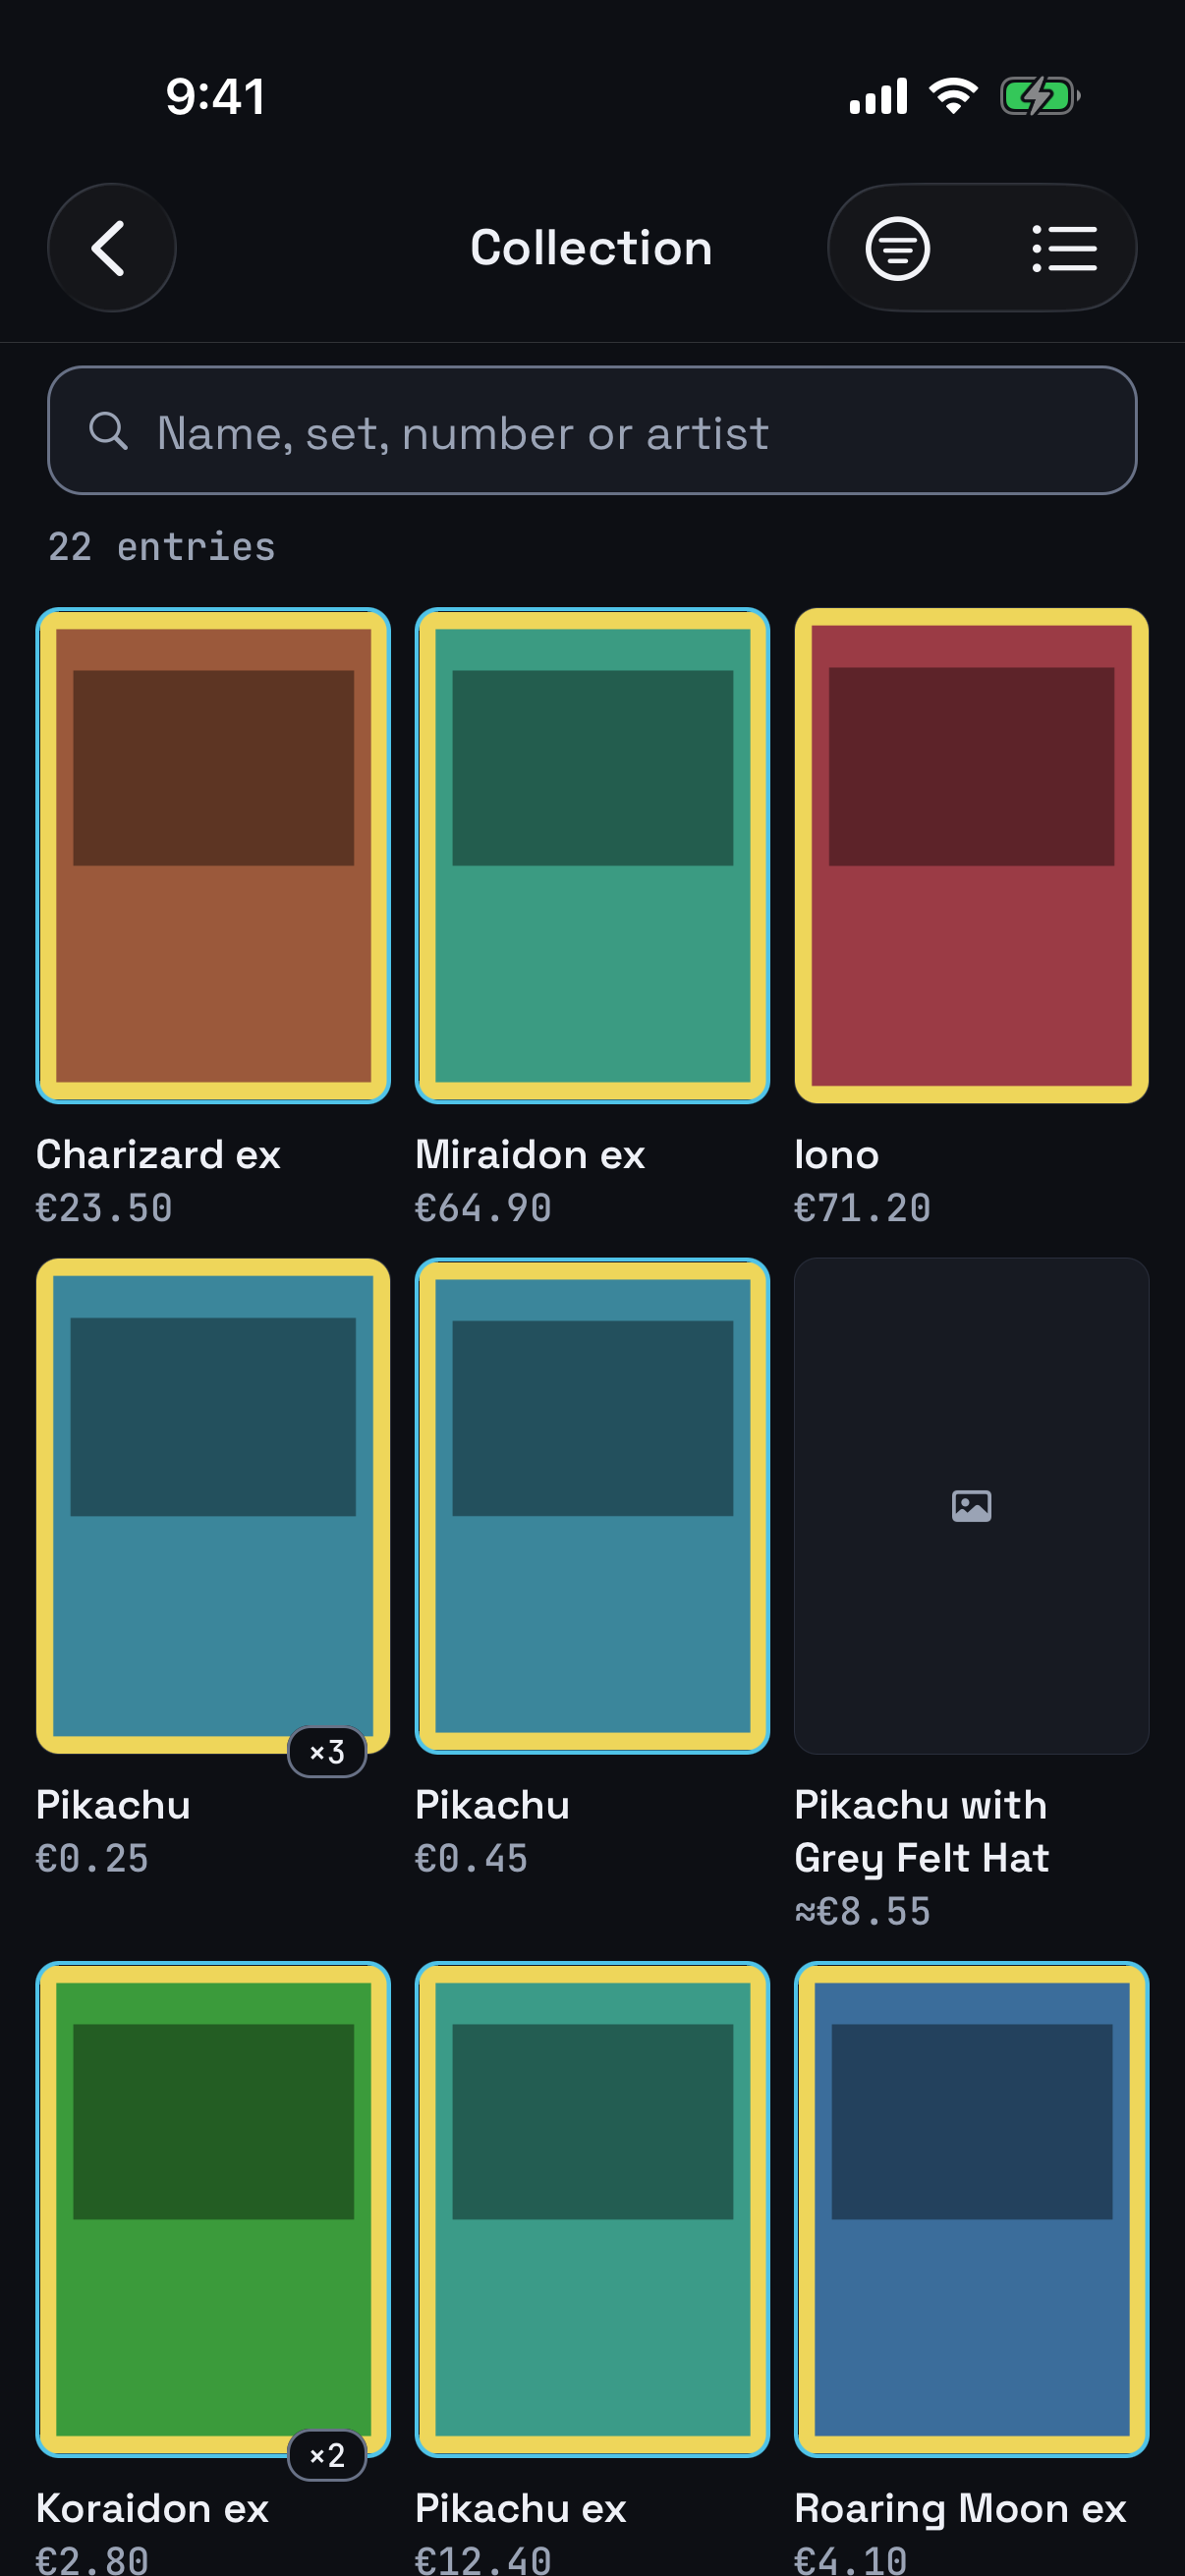 9:41
Collection
Name, set, number or artist
22 entries
Charizard ex
€23.50
Miraidon ex
€64.90
Iono
€71.20
×3
Pikachu
€0.25
Pikachu
€0.45
Pikachu with
Grey Felt Hat
≈€8.55
×2
Koraidon ex
€2.80
Pikachu ex
€12.40
Roaring Moon ex
€4.10